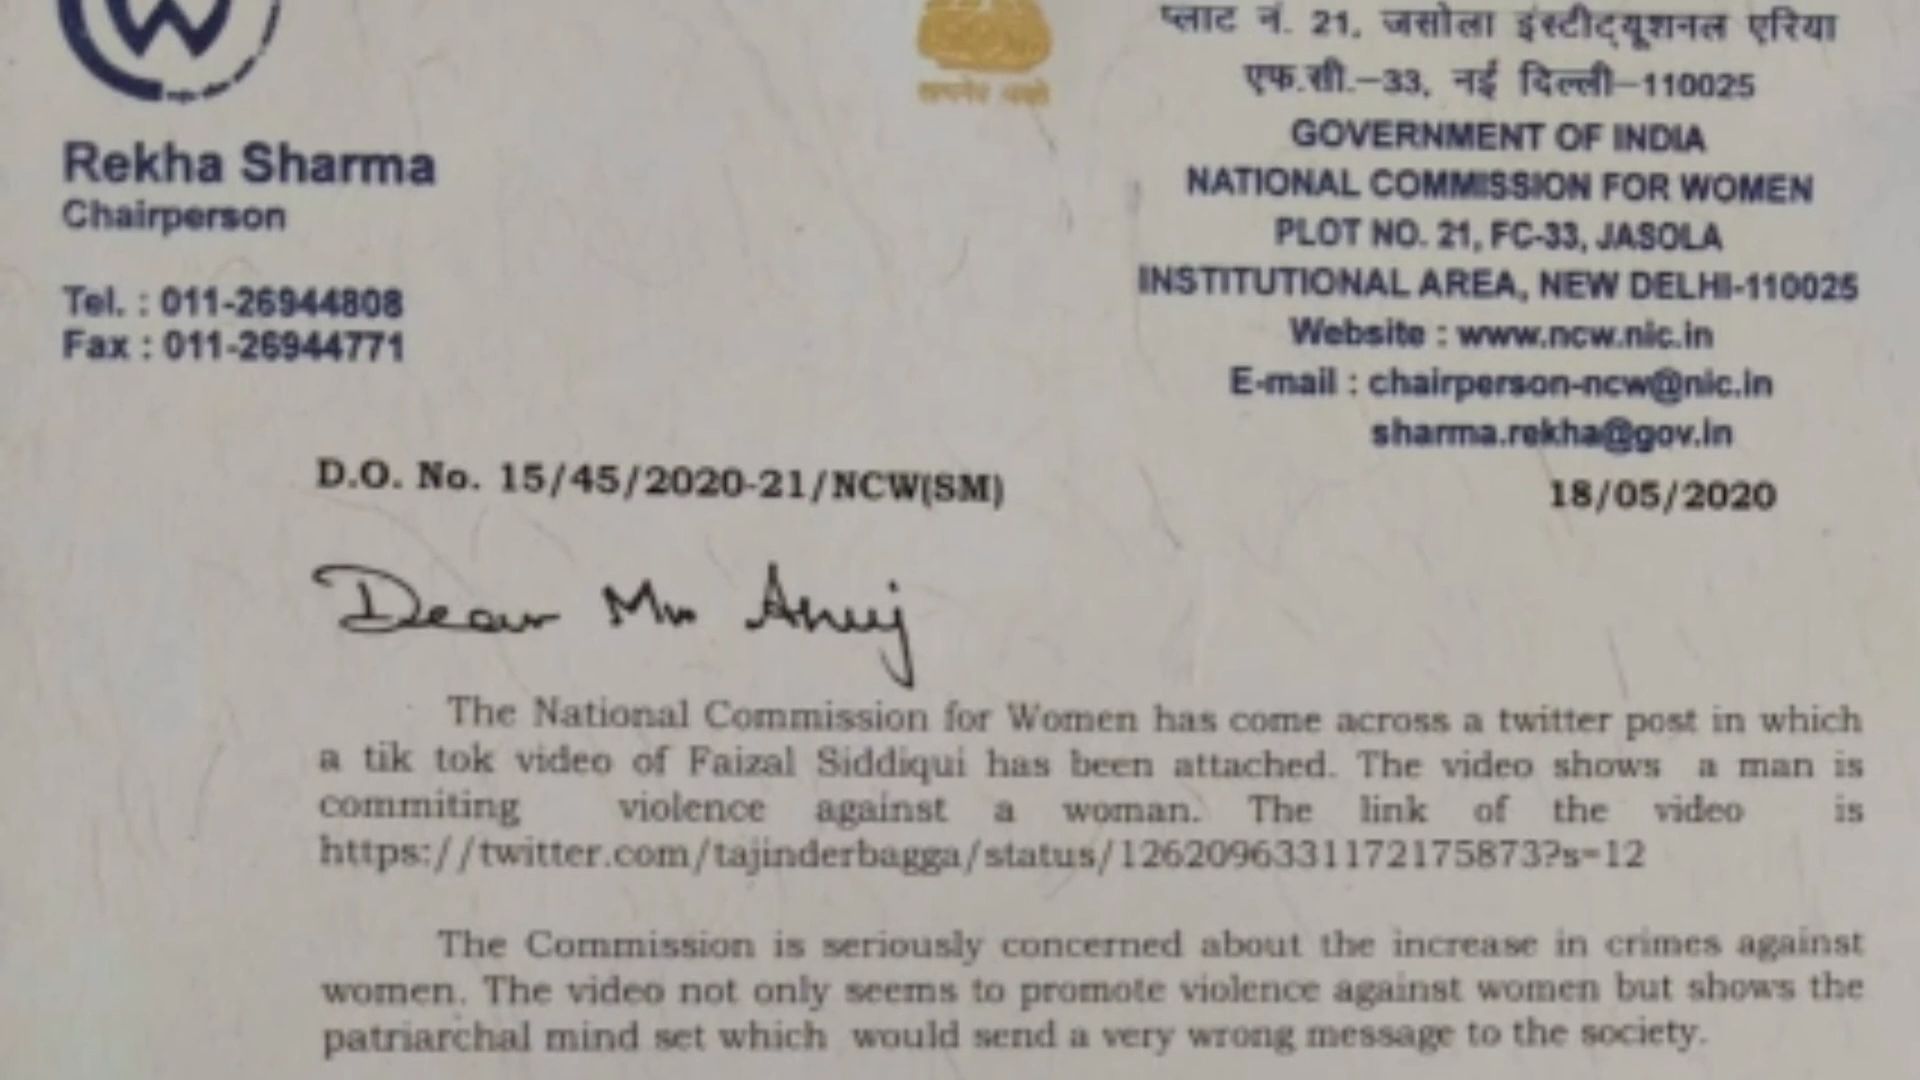 W
Rekha Sharma
Chairperson
Tel. : 011-26944808
Fax : 011-26944771
प्लाट नं. 21, जसोला इंस्टीट्यूशनल एरिया
एफ.सी.–33, नई दिल्ली–110025
GOVERNMENT OF INDIA
NATIONAL COMMISSION FOR WOMEN
PLOT NO. 21, FC-33, JASOLA
INSTITUTIONAL AREA, NEW DELHI-110025
Website : www.ncw.nic.in
E-mail : chairperson-ncw@nic.in
sharma.rekha@gov.in
D.O. No. 15/45/2020-21/NCW(SM)
18/05/2020
Dear Mr Anuj
The National Commission for Women has come across a twitter post in which
a tik tok video of Faizal Siddiqui has been attached. The video shows a man is
commiting violence against a woman. The link of the video is
https://twitter.com/tajinderbagga/status/1262096331172175873?s=12
The Commission is seriously concerned about the increase in crimes against
women. The video not only seems to promote violence against women but shows the
patriarchal mind set which would send a very wrong message to the society.